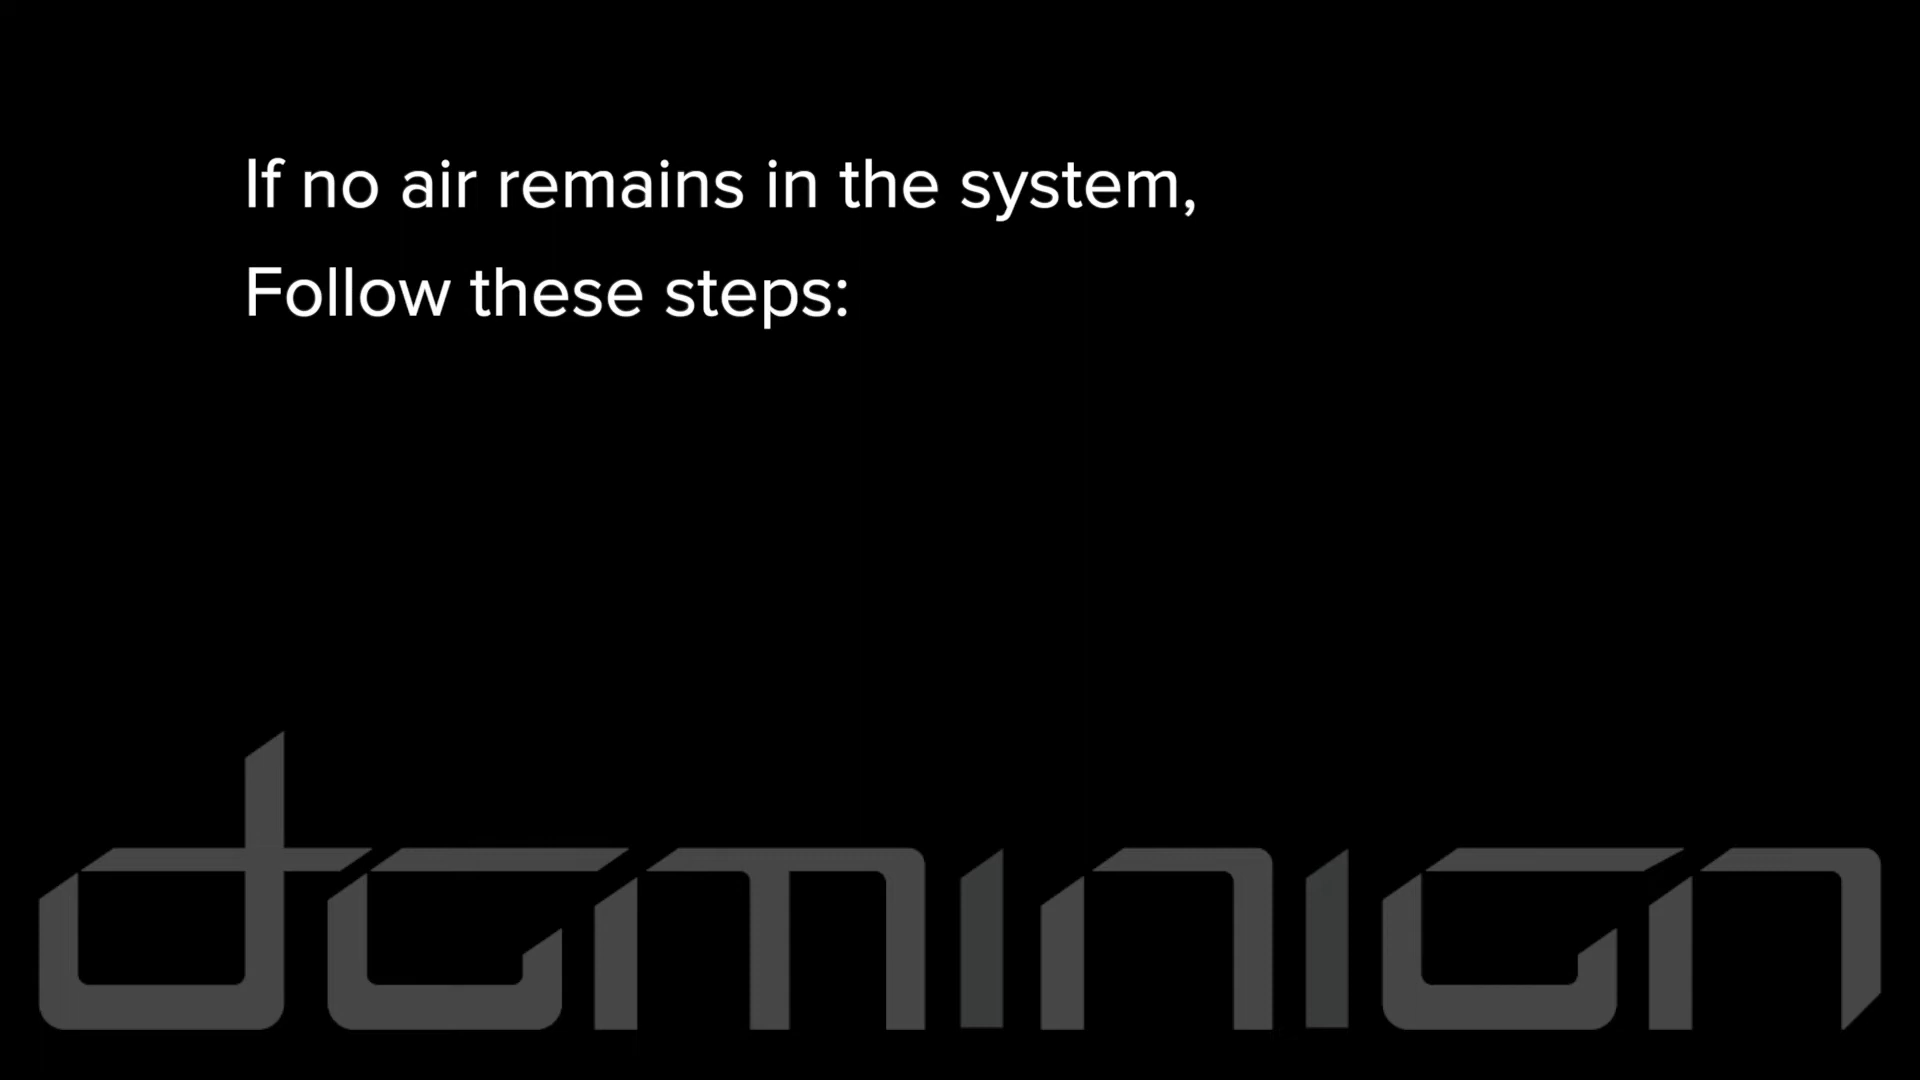 If no air remains in the system,
Follow these steps:
dominion